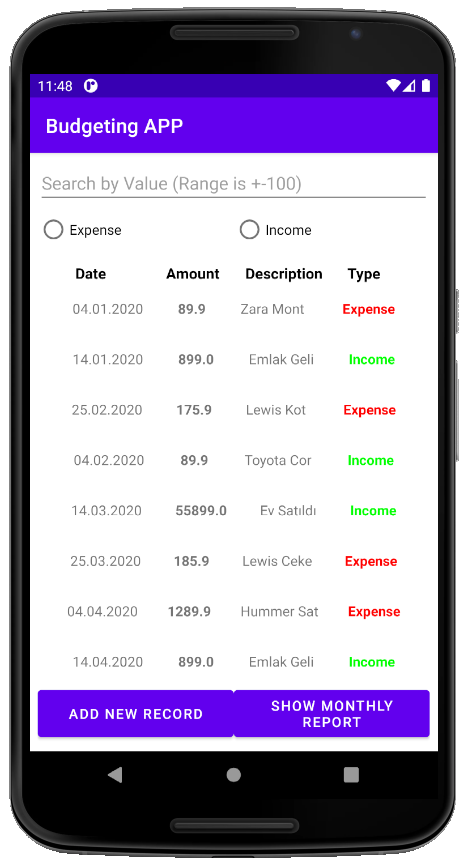 11:48
Budgeting APP
Search by Value (Range is +-100)
Expense Income
Date Amount Description Type
04.01.2020 89.9 Zara Mont Expense
14.01.2020 899.0 Emlak Geli Income
25.02.2020 175.9 Lewis Kot Expense
04.02.2020 89.9 Toyota Cor Income
14.03.2020 55899.0 Ev Satıldı Income
25.03.2020 185.9 Lewis Ceke Expense
04.04.2020 1289.9 Hummer Sat Expense
14.04.2020 899.0 Emlak Geli Income
ADD NEW RECORD SHOW MONTHLY
REPORT